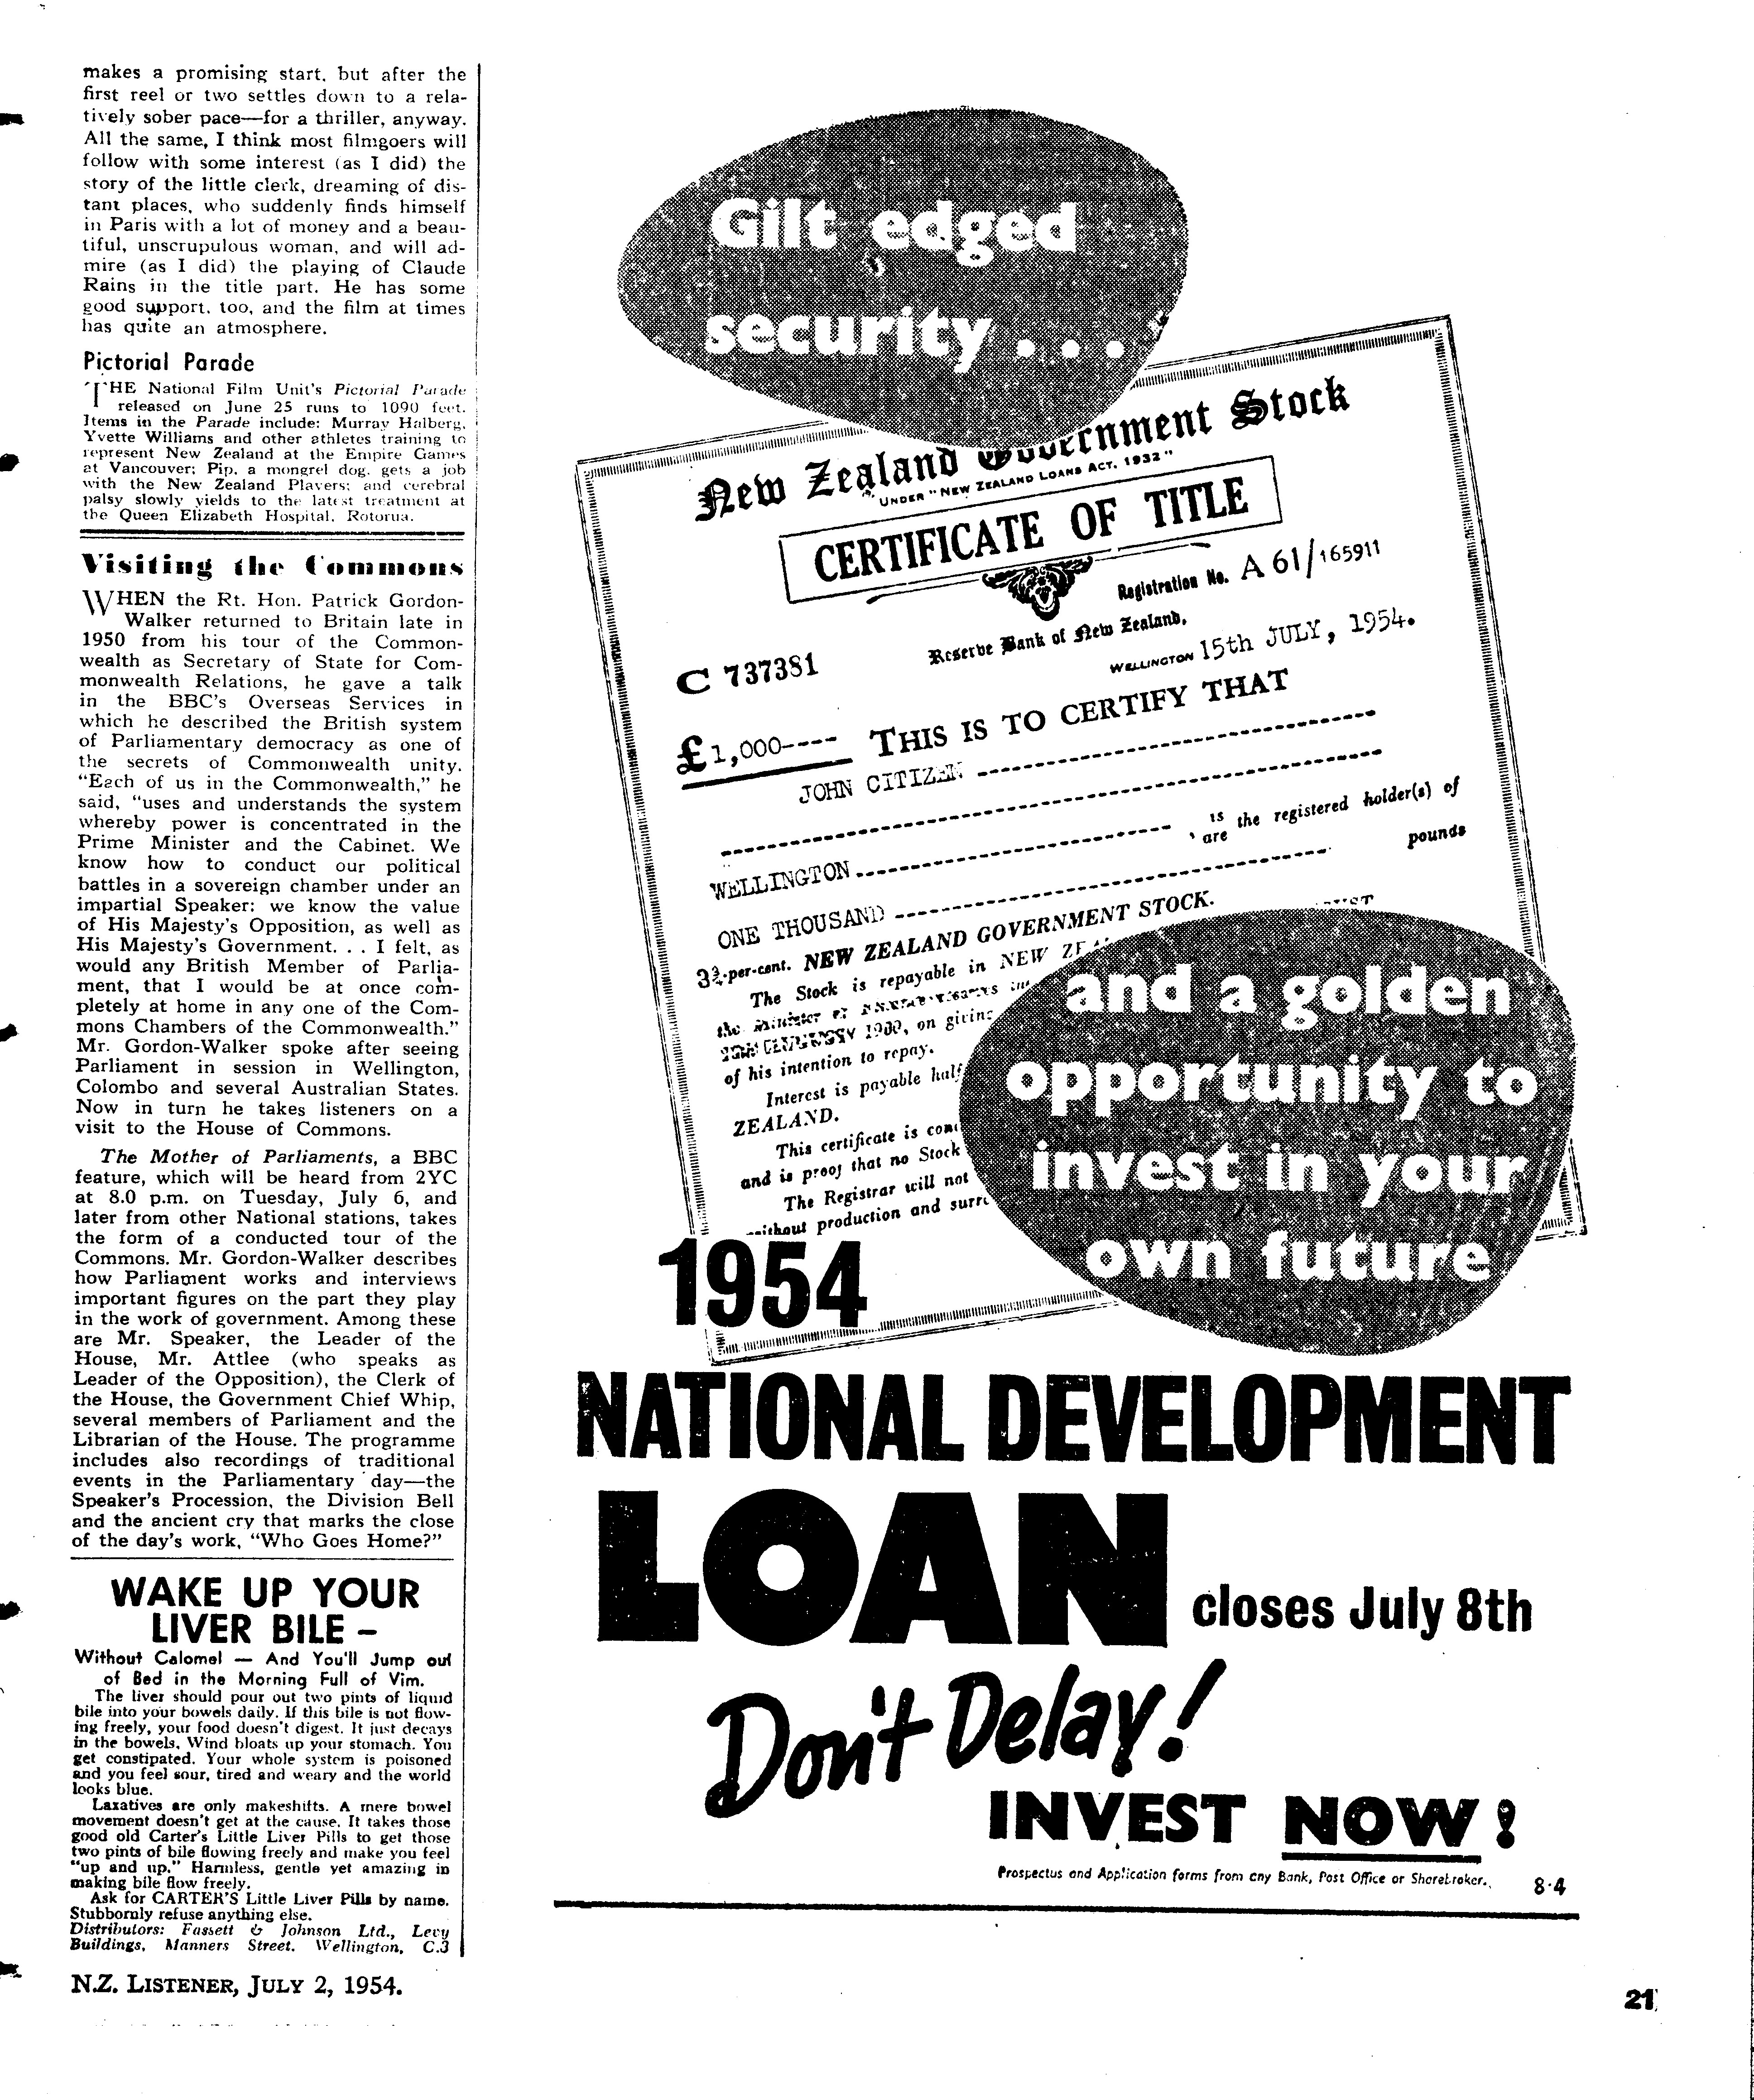 makes a promising start, but after the
first reel or two settles down to a rela-
tively sober pace—for a thriller, anyway.
All the same, I think most filmgoers will
follow with some interest (as I did) the
story of the little clerk, dreaming of dis-
tant places, who suddenly finds himself
in Paris with a lot of money and a beau-
tiful, unscrupulous woman, and will ad-
mire (as I did) the playing of Claude
Rains in the title part. He has some
good support, too, and the film at times
has quite an atmosphere.
Pictorial Parade
THE National Film Unit's Pictorial Parade
released on June 25 runs to 1090 feet.
Items in the Parade include: Murray Halberg,
Yvette Williams and other athletes training to
represent New Zealand at the Empire Games
at Vancouver; Pip, a mongrel dog, gets a job
with the New Zealand Players; and cerebral
palsy slowly yields to the latest treatment at
the Queen Elizabeth Hospital, Rotorua.
Visiting the Commons
WHEN the Rt. Hon. Patrick Gordon-
Walker returned to Britain late in
1950 from his tour of the Common-
wealth as Secretary of State for Com-
monwealth Relations, he gave a talk
in the BBC's Overseas Services in
which he described the British system
of Parliamentary democracy as one of
the secrets of Commonwealth unity.
"Each of us in the Commonwealth," he
said, "uses and understands the system
whereby power is concentrated in the
Prime Minister and the Cabinet. We
know how to conduct our political
battles in a sovereign chamber under an
impartial Speaker; we know the value
of His Majesty's Opposition, as well as
His Majesty's Government. . . I felt, as
would any British Member of Parlia-
ment, that I would be at once com-
pletely at home in any one of the Com-
mons Chambers of the Commonwealth."
Mr. Gordon-Walker spoke after seeing
Parliament in session in Wellington,
Colombo and several Australian States.
Now in turn he takes listeners on a
visit to the House of Commons.
The Mother of Parliaments, a BBC
feature, which will be heard from 2YC
at 8.0 p.m. on Tuesday, July 6, and
later from other National stations, takes
the form of a conducted tour of the
Commons. Mr. Gordon-Walker describes
how Parliament works and interviews
important figures on the part they play
in the work of government. Among these
are Mr. Speaker, the Leader of the
House, Mr. Attlee (who speaks as
Leader of the Opposition), the Clerk of
the House, the Government Chief Whip,
several members of Parliament and the
Librarian of the House. The programme
includes also recordings of traditional
events in the Parliamentary day—the
Speaker's Procession, the Division Bell
and the ancient cry that marks the close
of the day's work, "Who Goes Home?"
WAKE UP YOUR
LIVER BILE –
Without Calomel — And You'll Jump out
of Bed in the Morning Full of Vim.
The liver should pour out two pints of liquid
bile into your bowels daily. If this bile is not flow-
ing freely, your food doesn't digest. It just decays
in the bowels. Wind bloats up your stomach. You
get constipated. Your whole system is poisoned
and you feel sour, tired and weary and the world
looks blue.
Laxatives are only makeshifts. A mere bowel
movement doesn't get at the cause. It takes those
good old Carter's Little Liver Pills to get those
two pints of bile flowing freely and make you feel
"up and up." Harmless, gentle yet amazing in
making bile flow freely.
Ask for CARTER'S Little Liver Pills by name.
Stubbornly refuse anything else.
Distributors: Fassett & Johnson Ltd., Levy
Buildings, Manners Street, Wellington, C.3
Gilt edged
security . . .
New Zealand Government Stock
UNDER "NEW ZEALAND LOANS ACT, 1932"
CERTIFICATE OF TITLE
Registration No. A 61/165911
Reserve Bank of New Zealand,
C 737381
WELLINGTON 15th JULY, 1954.
£1,000---- THIS IS TO CERTIFY THAT
JOHN CITIZEN
WELLINGTON is are the registered holder(s) of
ONE THOUSAND pounds
3¾-per-cent. NEW ZEALAND GOVERNMENT STOCK.
The Stock is repayable in NEW
the Minister of
on giving
of his intention to repay.
Interest is payable half
ZEALAND.
This certificate is
and is proof that no Stock
The Registrar will not
without production and
and a golden
opportunity to
invest in your
own future
1954
NATIONAL DEVELOPMENT
LOAN closes July 8th
Don't Delay!
INVEST NOW!
Prospectus and Application forms from any Bank, Post Office or Sharebroker.
8·4
N.Z. LISTENER, JULY 2, 1954.
21